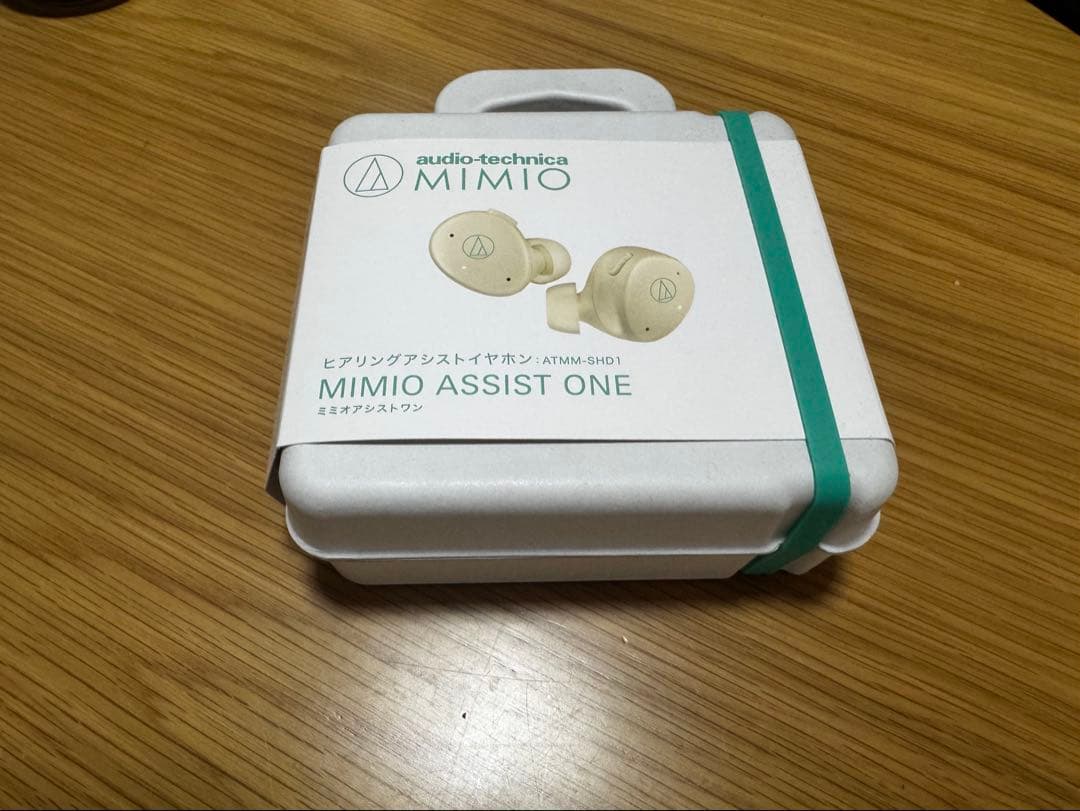 audio-technica
MIMIO
ヒアリングアシストイヤホン:ATMM-SHD1
MIMIO ASSIST ONE
ミミオアシストワン